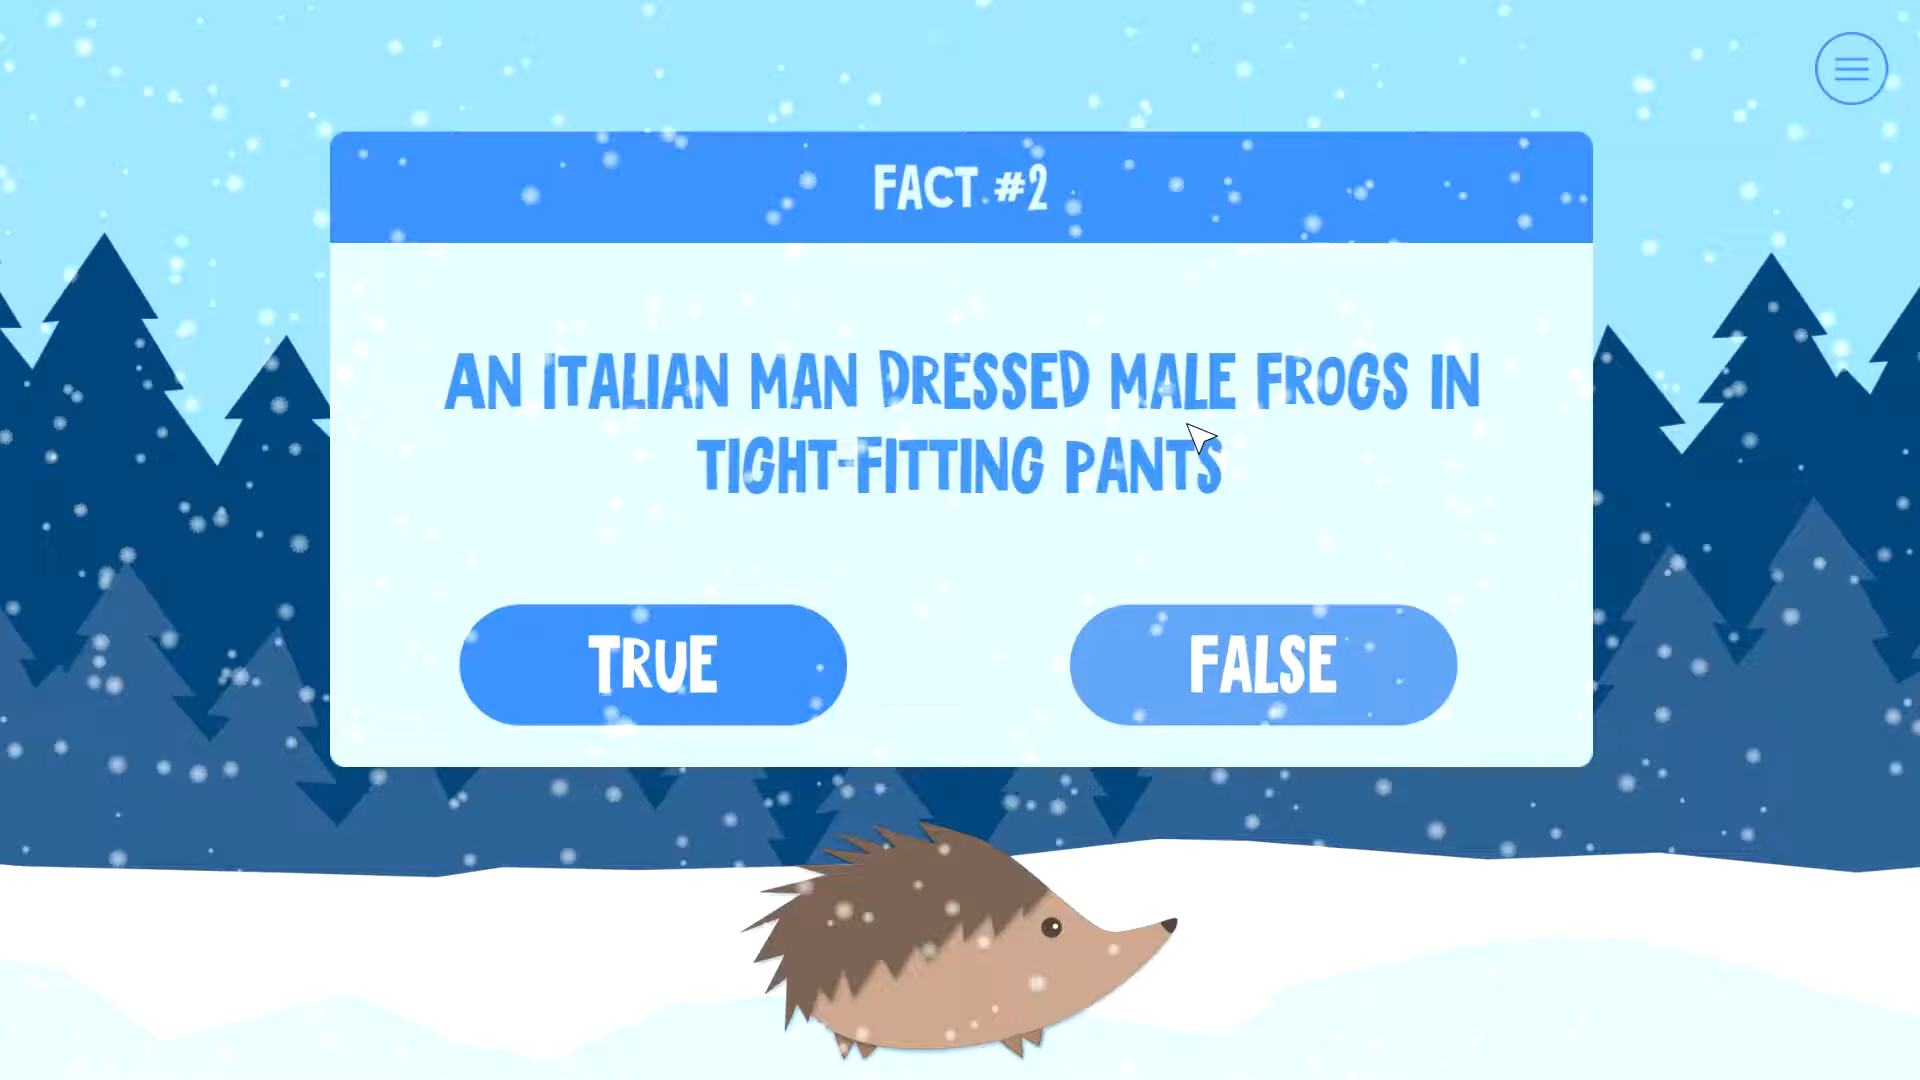 FACT #2
AN ITALIAN MAN DRESSED MALE FROGS IN
TIGHT-FITTING PANTS
TRUE
FALSE